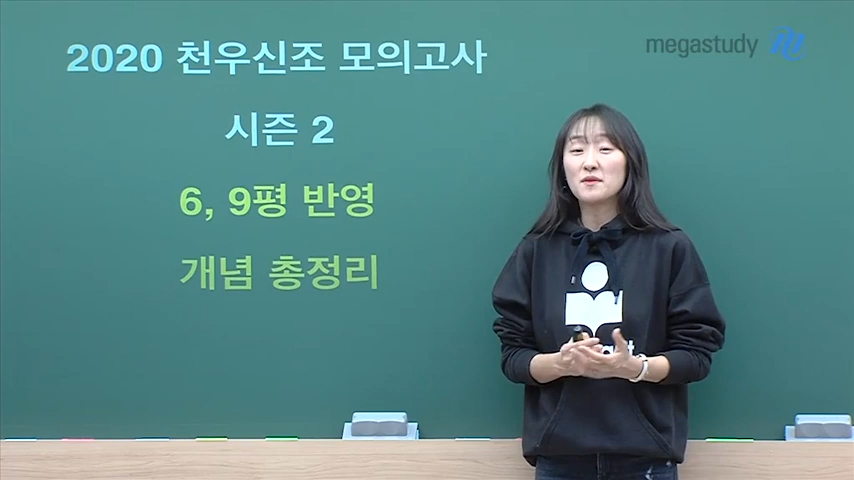 megastudy
2020 천우신조 모의고사
시즌 2
6, 9평 반영
개념 총정리